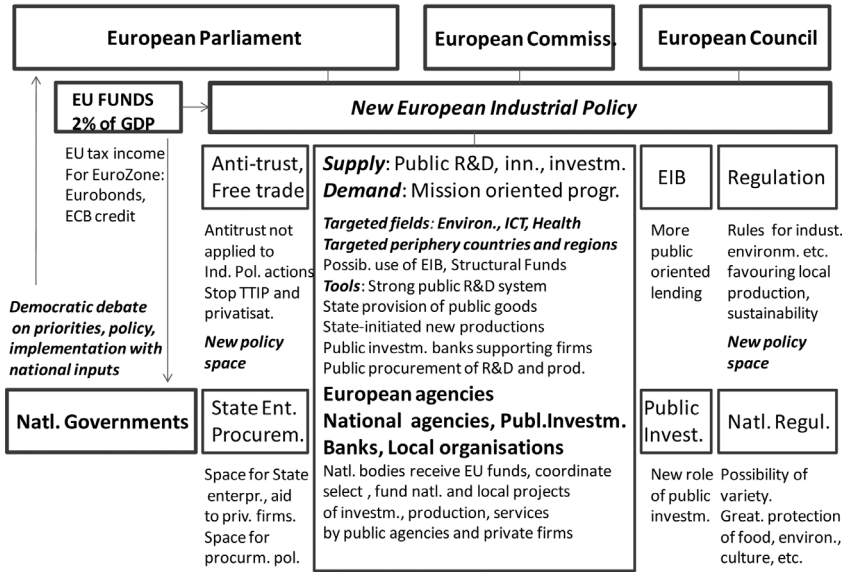 European Parliament
European Commiss.
European Council
EU FUNDS
2% of GDP
New European Industrial Policy
EU tax income
For EuroZone:
Eurobonds,
ECB credit
Democratic debate
on priorities, policy,
implementation with
national inputs
Natl. Governments
Anti-trust,
Free trade
Antitrust not
applied to
Ind. Pol. actions
Stop TTIP and
privatisat.
New policy
space
State Ent.
Procurem.
Space for State
enterpr., aid
to priv. firms.
Space for
procurm. pol.
Supply: Public R&D, inn., investm.
Demand: Mission oriented progr.
Targeted fields: Environ., ICT, Health
Targeted periphery countries and regions
Possib. use of EIB, Structural Funds
Tools: Strong public R&D system
State provision of public goods
State-initiated new productions
Public investm. banks supporting firms
Public procurement of R&D and prod.
European agencies
National agencies, Publ.Investm.
Banks, Local organisations
Natl. bodies receive EU funds, coordinate
select , fund natl. and local projects
of investm., production, services
by public agencies and private firms
EIB
More
public
oriented
lending
Public
Invest.
New role
of public
investm.
Regulation
Rules for indust.
environm. etc.
favouring local
production,
sustainability
New policy
space
Natl. Regul.
Possibility of
variety.
Great. protection
of food, environ.,
culture, etc.